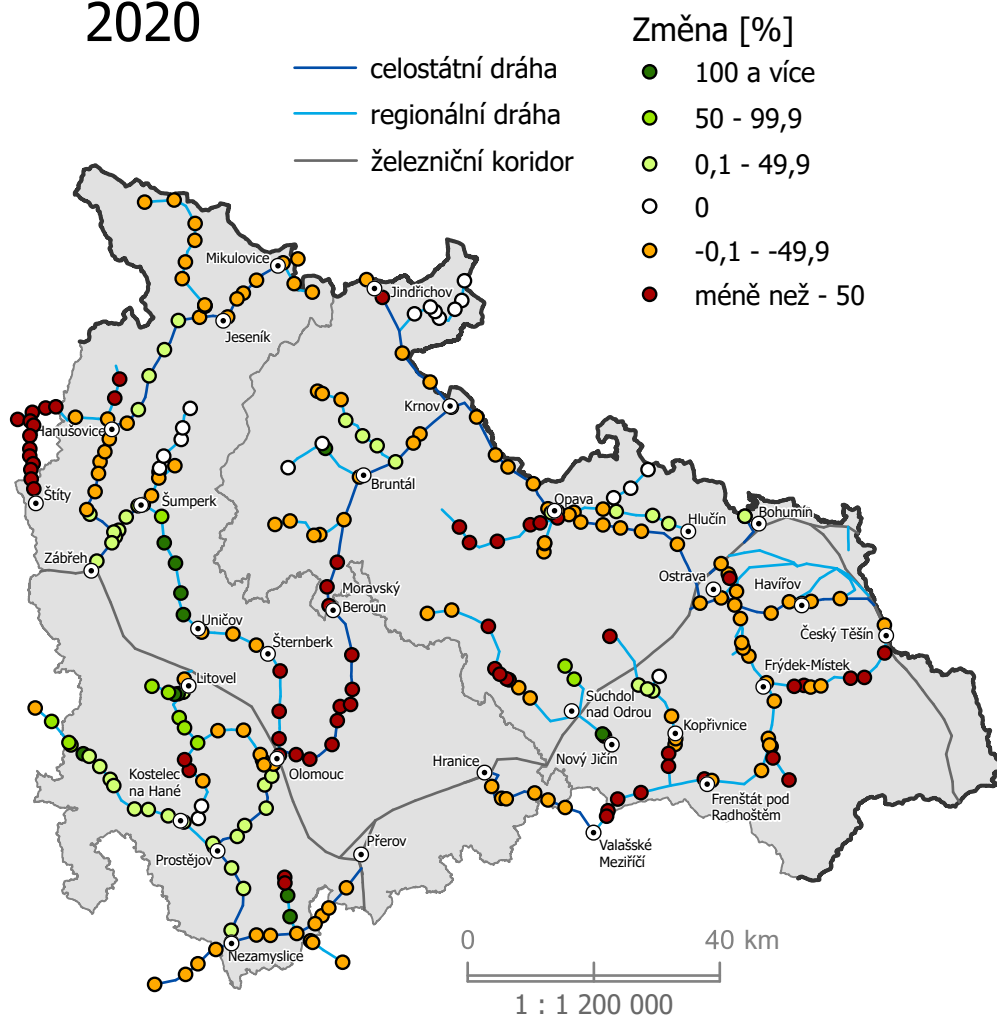 2020
Změna [%]
celostátní dráha
regionální dráha
železniční koridor
100 a více
50 - 99,9
0,1 - 49,9
0
-0,1 - -49,9
méně než - 50
Mikulovice
Jindřichov
Jeseník
Krnov
Hanušovice
Bruntál
Štíty
Šumperk
Opava
Hlučín
Bohumín
Zábřeh
Ostrava
Havířov
Moravský
Beroun
Uničov
Šternberk
Český Těšín
Litovel
Frýdek-Místek
Suchdol
nad Odrou
Kopřivnice
Nový Jičín
Hranice
Olomouc
Kostelec
na Hané
Frenštát pod
Radhoštěm
Valašské
Meziříčí
Přerov
Prostějov
Nezamyslice
0
40 km
1 : 1 200 000